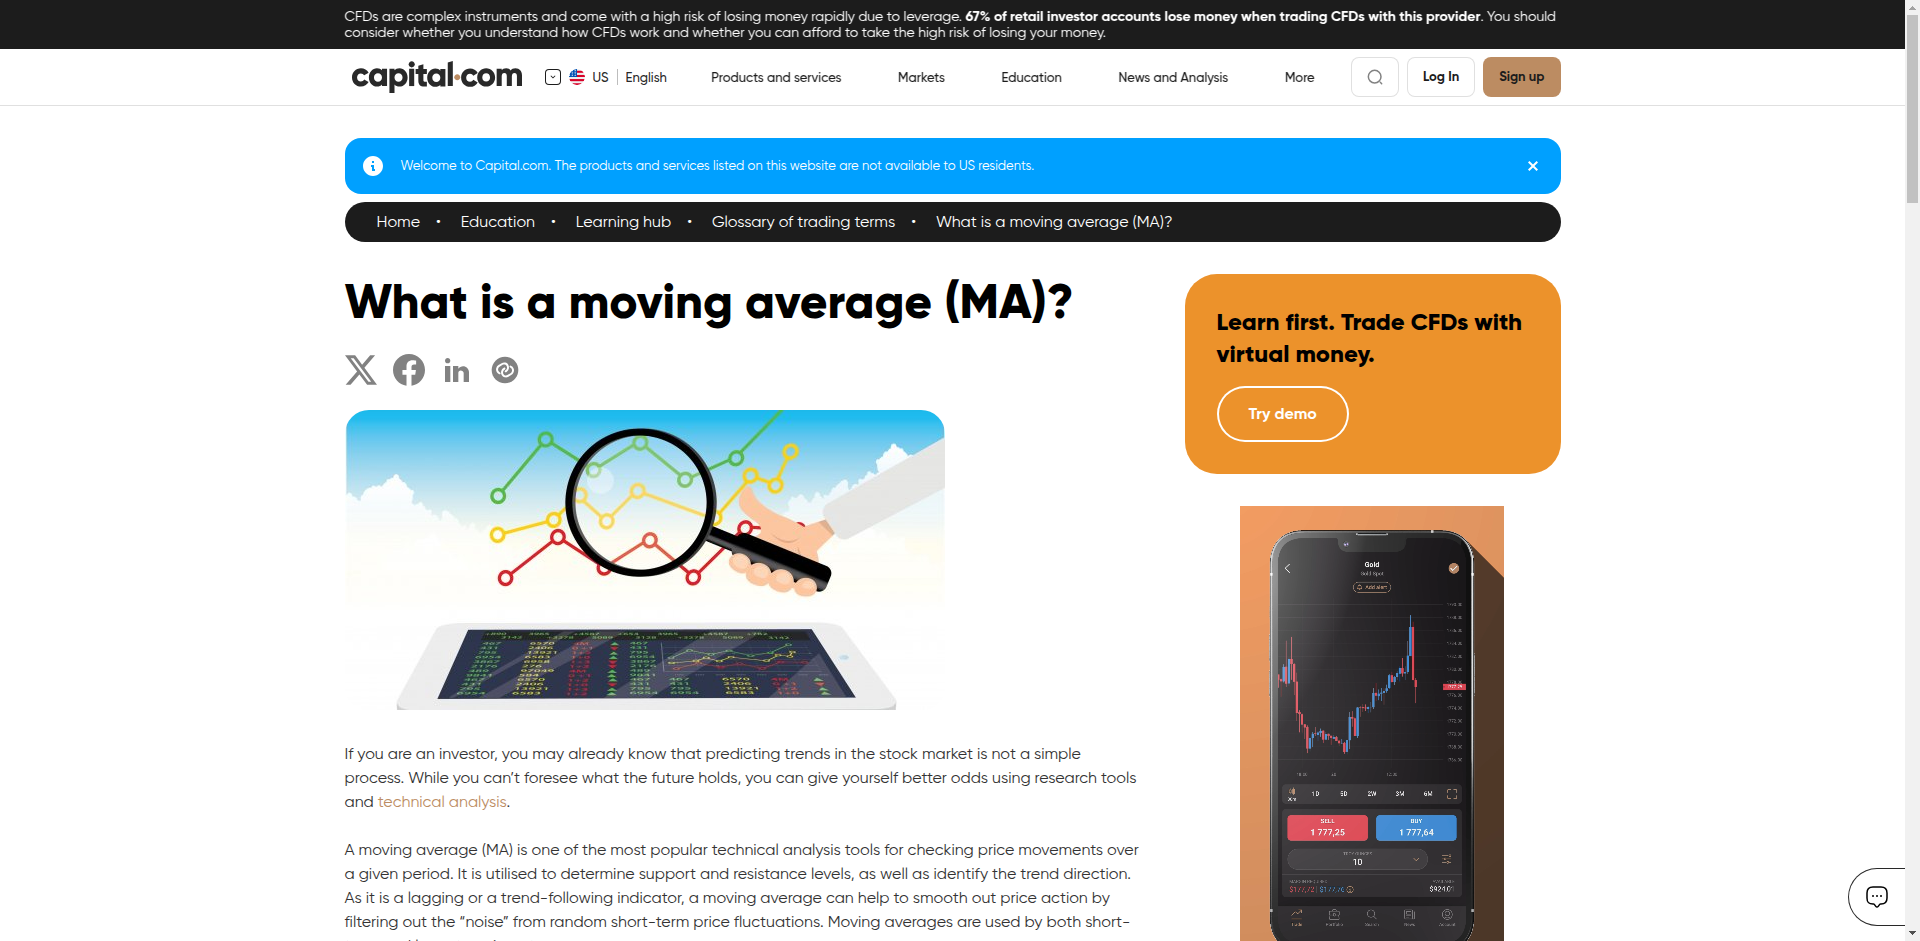 CFDs are complex instruments and come with a high risk of losing money rapidly due to leverage. 67% of retail investor accounts lose money when trading CFDs with this provider. You should
consider whether you understand how CFDs work and whether you can afford to take the high risk of losing your money.
capital.com US English Products and services Markets Education News and Analysis More Log In Sign up
Welcome to Capital.com. The products and services listed on this website are not available to US residents.
Home • Education • Learning hub • Glossary of trading terms • What is a moving average (MA)?
What is a moving average (MA)?
Learn first. Trade CFDs with
virtual money.
Try demo
If you are an investor, you may already know that predicting trends in the stock market is not a simple
process. While you can’t foresee what the future holds, you can give yourself better odds using research tools
and technical analysis.
A moving average (MA) is one of the most popular technical analysis tools for checking price movements over
a given period. It is utilised to determine support and resistance levels, as well as identify the trend direction.
As it is a lagging or a trend-following indicator, a moving average can help to smooth out price action by
filtering out the “noise” from random short-term price fluctuations. Moving averages are used by both short-
Gold
Gold Spot
Add alert
1D 5D 2W 3M 6M
SELL
1 777,25
BUY
1 777,64
10
$924.01